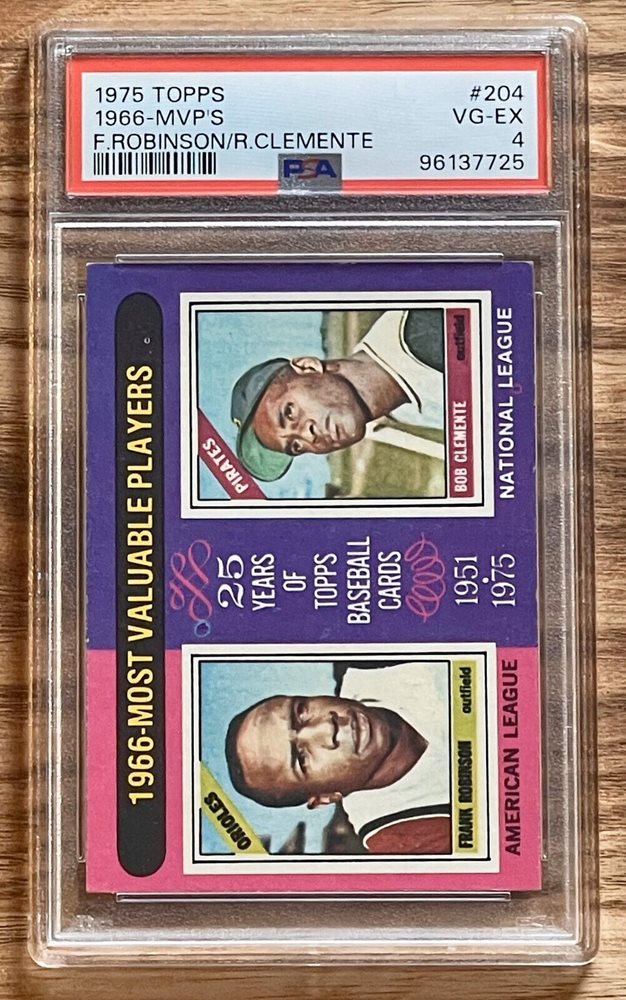 1975 TOPPS #204
1966-MVP'S VG-EX
F.ROBINSON/R.CLEMENTE 4
PSA 96137725
1966-MOST VALUABLE PLAYERS
ORIOLES
FRANK ROBINSON outfield
AMERICAN LEAGUE
25
YEARS
OF
TOPPS
BASEBALL
CARDS
1951
1975
PIRATES
BOB CLEMENTE outfield
NATIONAL LEAGUE